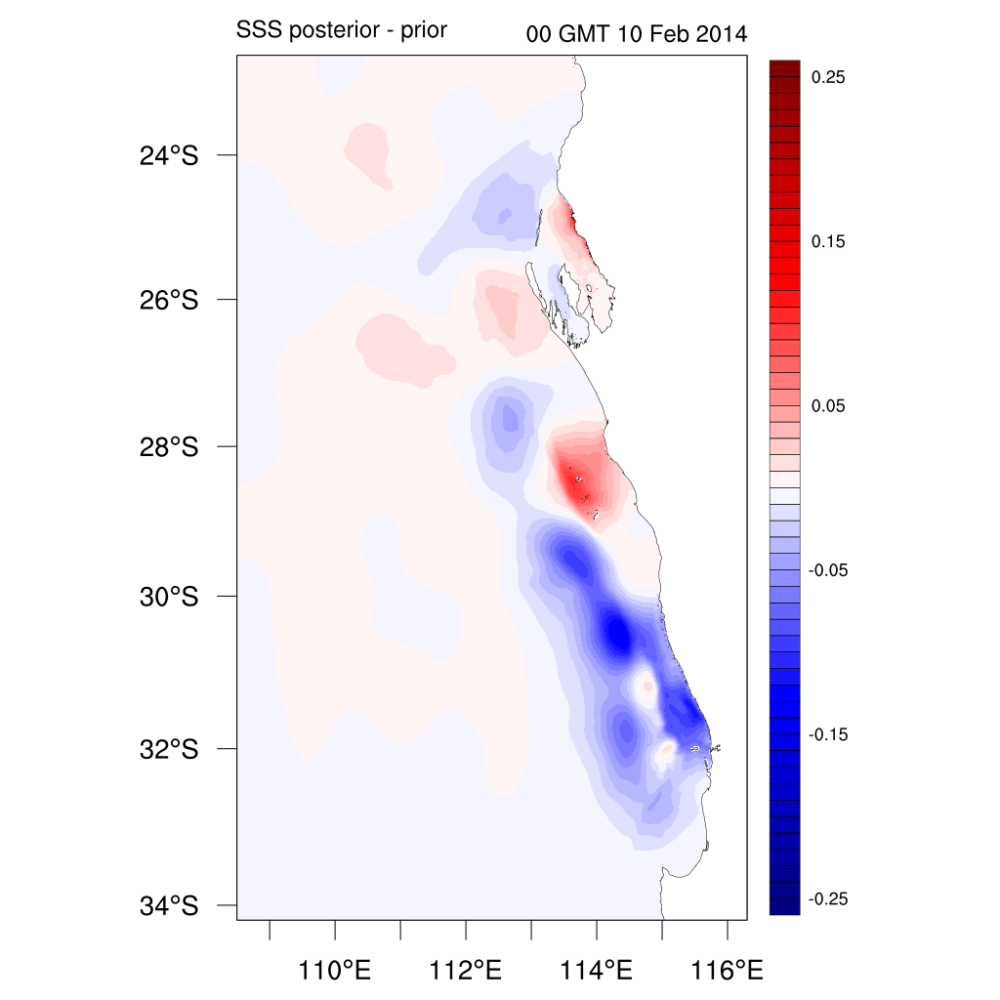 SSS posterior - prior
00 GMT 10 Feb 2014
0.25
0.15
0.05
-0.05
-0.15
-0.25
24°S
26°S
28°S
30°S
32°S
34°S
110°E
112°E
114°E
116°E